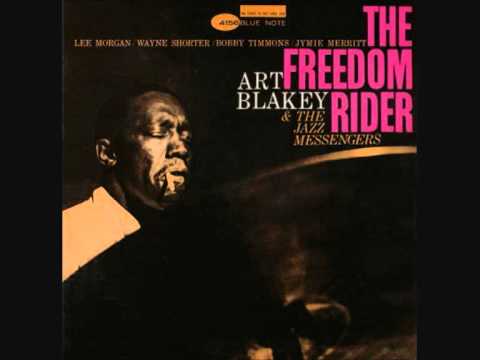 4156 BLUE NOTE
LEE MORGAN/WAYNE SHORTER/BOBBY TIMMONS/JYMIE MERRITT
THE
FREEDOM
RIDER
ART
BLAKEY
& THE
JAZZ
MESSENGERS